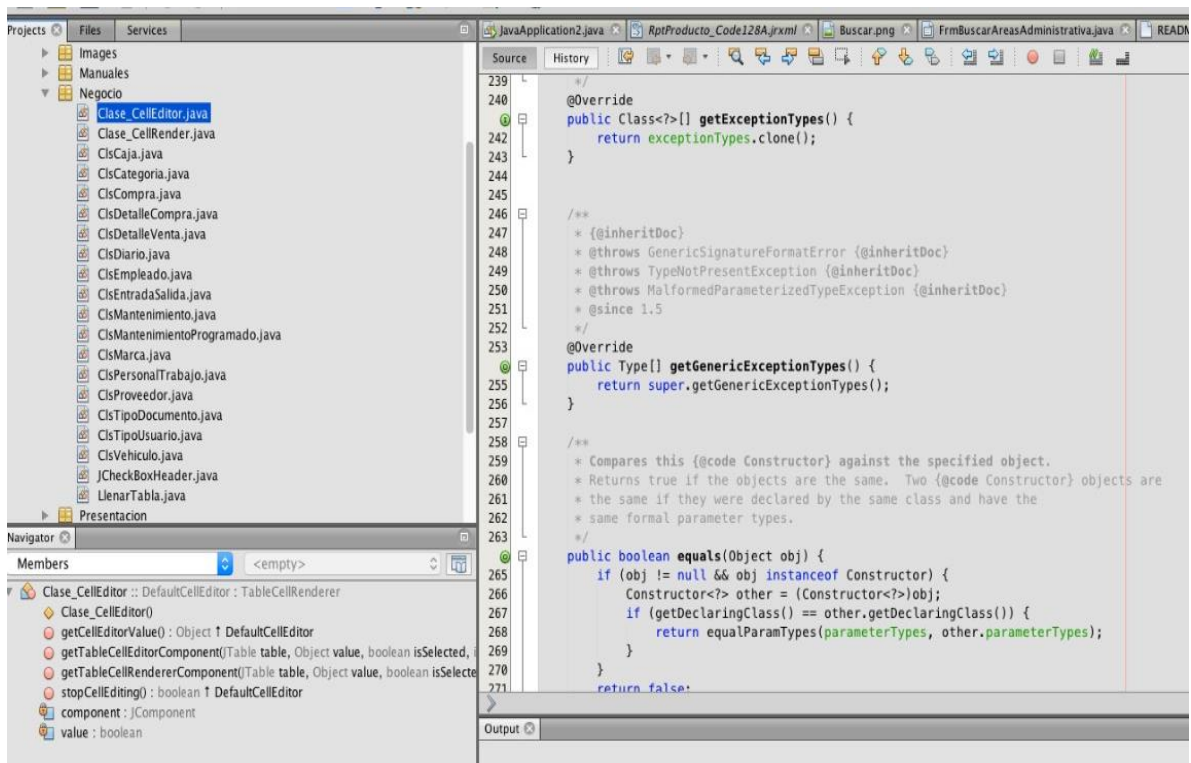 Projects Files Services
Images
Manuales
Negocio
Clase_CellEditor.java
Clase_CellRender.java
ClsCaja.java
ClsCategoria.java
ClsCompra.java
ClsDetalleCompra.java
ClsDetalleVenta.java
ClsDiario.java
ClsEmpleado.java
ClsEntradaSalida.java
ClsMantenimiento.java
ClsMantenimientoProgramado.java
ClsMarca.java
ClsPersonalTrabajo.java
ClsProveedor.java
ClsTipoDocumento.java
ClsTipoUsuario.java
ClsVehiculo.java
JCheckBoxHeader.java
LlenarTabla.java
Presentacion
Navigator
Members <empty>
Clase_CellEditor :: DefaultCellEditor : TableCellRenderer
Clase_CellEditor()
getCellEditorValue() : Object ↑ DefaultCellEditor
getTableCellEditorComponent(JTable table, Object value, boolean isSelected, i
getTableCellRendererComponent(JTable table, Object value, boolean isSelecte
stopCellEditing() : boolean ↑ DefaultCellEditor
component : JComponent
value : boolean
JavaApplication2.java RptProducto_Code128A.jrxml Buscar.png FrmBuscarAreasAdministrativa.java READM
Source History
239 */
240 @Override
public Class<?>[] getExceptionTypes() {
242 return exceptionTypes.clone();
243 }
244
245
246 /**
247 * {@inheritDoc}
248 * @throws GenericSignatureFormatError {@inheritDoc}
249 * @throws TypeNotPresentException {@inheritDoc}
250 * @throws MalformedParameterizedTypeException {@inheritDoc}
251 * @since 1.5
252 */
253 @Override
public Type[] getGenericExceptionTypes() {
255 return super.getGenericExceptionTypes();
256 }
257
258 /**
259 * Compares this {@code Constructor} against the specified object.
260 * Returns true if the objects are the same. Two {@code Constructor} objects are
261 * the same if they were declared by the same class and have the
262 * same formal parameter types.
263 */
public boolean equals(Object obj) {
265 if (obj != null && obj instanceof Constructor) {
266 Constructor<?> other = (Constructor<?>)obj;
267 if (getDeclaringClass() == other.getDeclaringClass()) {
268 return equalParamTypes(parameterTypes, other.parameterTypes);
269 }
270 }
271 return false;
Output